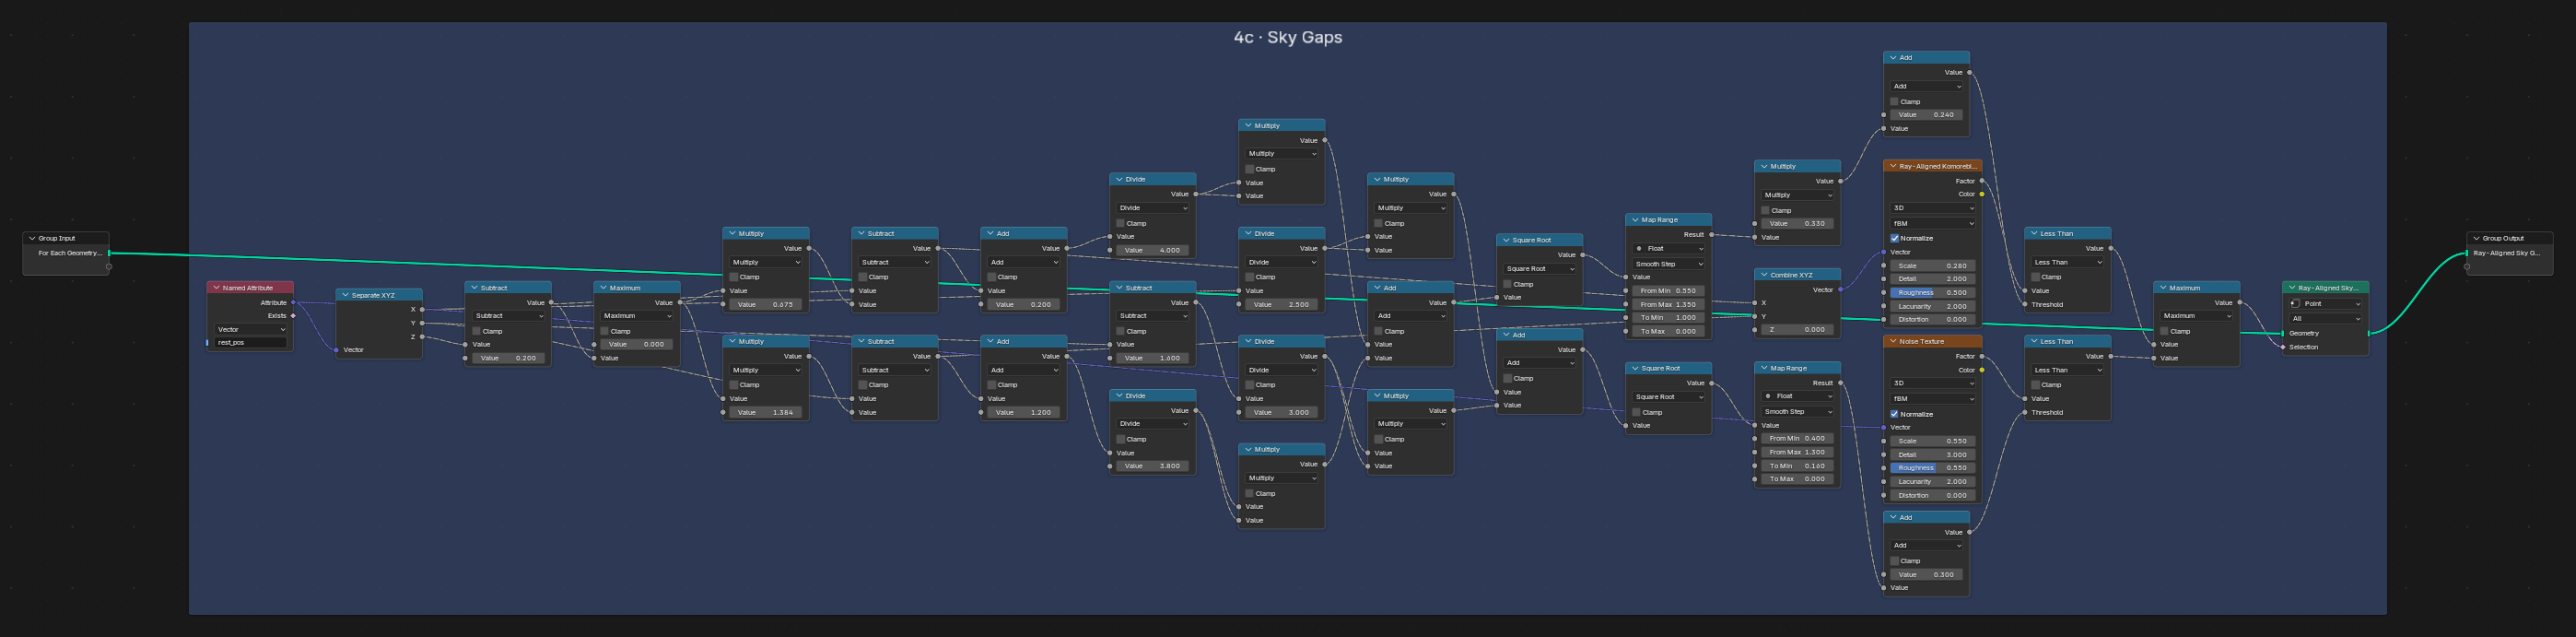 4c · Sky Gaps
Group Input
For Each Geometry...
Named Attribute
Attribute
Exists
Vector
rest_pos
Separate XYZ
X
Y
Z
Vector
Subtract
Value
Subtract
Clamp
Value
Value 0.200
Maximum
Value
Maximum
Clamp
Value 0.000
Value
Multiply
Value
Multiply
Clamp
Value
Value 0.675
Multiply
Value
Multiply
Clamp
Value
Value 1.384
Subtract
Value
Subtract
Clamp
Value
Value
Subtract
Value
Subtract
Clamp
Value
Value
Add
Value
Add
Clamp
Value
Value 0.200
Add
Value
Add
Clamp
Value
Value 1.200
Divide
Value
Divide
Clamp
Value
Value 4.000
Subtract
Value
Subtract
Clamp
Value
Value 1.600
Divide
Value
Divide
Clamp
Value
Value 3.800
Multiply
Value
Multiply
Clamp
Value
Value
Divide
Value
Divide
Clamp
Value
Value 2.500
Divide
Value
Divide
Clamp
Value
Value 3.000
Multiply
Value
Multiply
Clamp
Value
Value
Multiply
Value
Multiply
Clamp
Value
Value
Add
Value
Add
Clamp
Value
Value
Multiply
Value
Multiply
Clamp
Value
Value
Square Root
Value
Square Root
Clamp
Value
Add
Value
Add
Clamp
Value
Value
Map Range
Result
Float
Smooth Step
Value
From Min 0.550
From Max 1.350
To Min 1.000
To Max 0.000
Square Root
Value
Square Root
Clamp
Value
Multiply
Value
Multiply
Clamp
Value 0.330
Value
Combine XYZ
Vector
X
Y
Z 0.000
Map Range
Result
Float
Smooth Step
Value
From Min 0.400
From Max 1.300
To Min 0.160
To Max 0.000
Add
Value
Add
Clamp
Value 0.240
Value
Ray-Aligned Komorebi...
Factor
Color
3D
fBM
Normalize
Vector
Scale 0.280
Detail 2.000
Roughness 0.500
Lacunarity 2.000
Distortion 0.000
Noise Texture
Factor
Color
3D
fBM
Normalize
Vector
Scale 0.550
Detail 3.000
Roughness 0.550
Lacunarity 2.000
Distortion 0.000
Add
Value
Add
Clamp
Value 0.300
Value
Less Than
Value
Less Than
Clamp
Value
Threshold
Less Than
Value
Less Than
Clamp
Value
Threshold
Maximum
Value
Maximum
Clamp
Value
Value
Ray-Aligned Sky...
Point
All
Geometry
Selection
Group Output
Ray-Aligned Sky G...